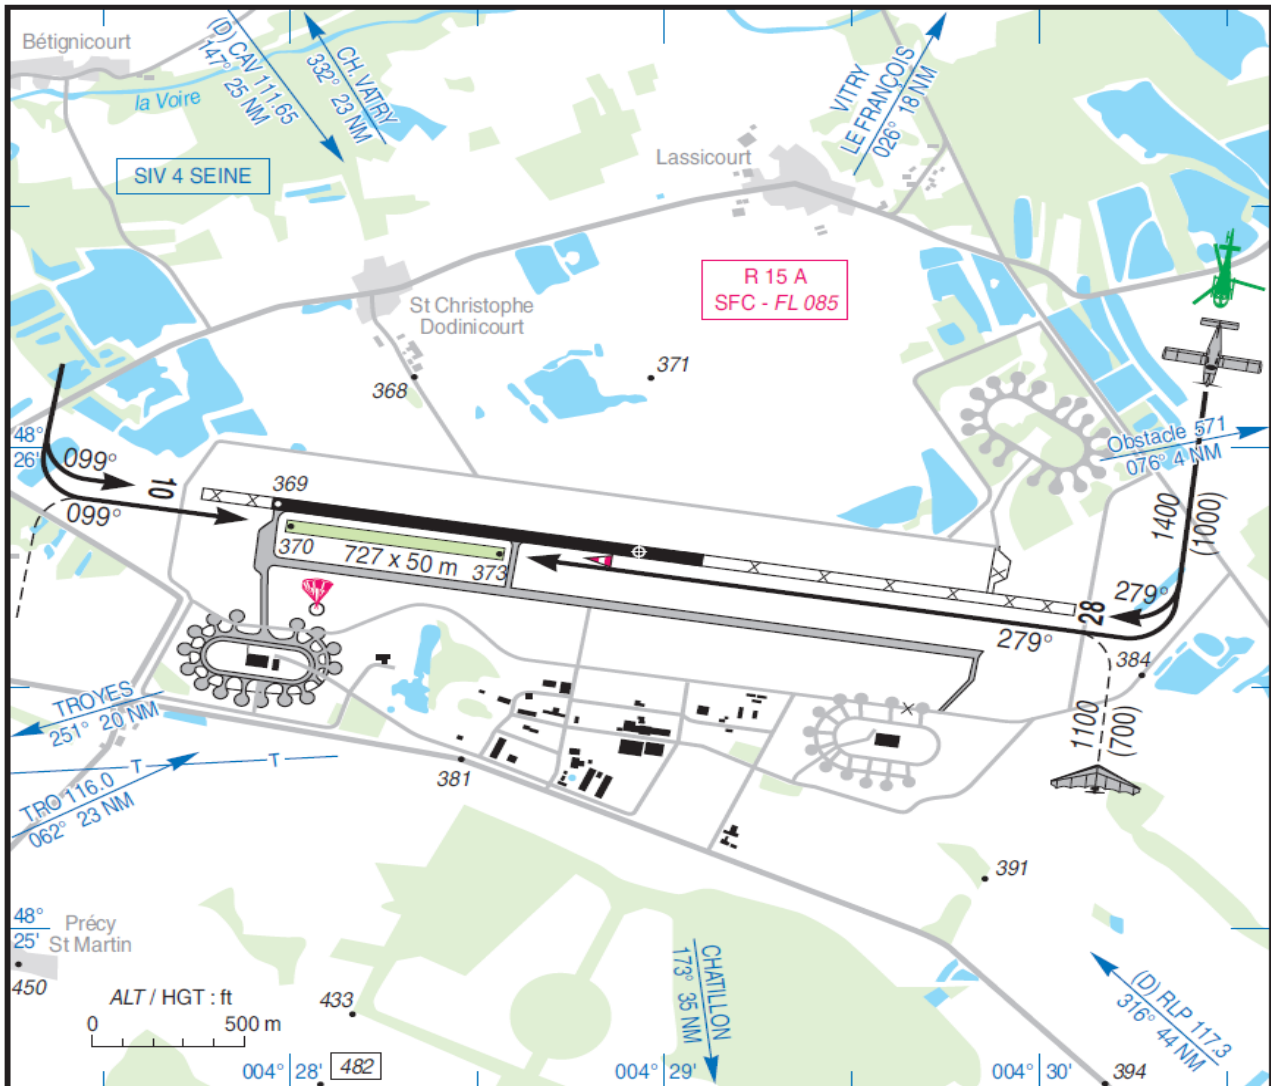 Bétignicourt
la Voire
(D) CAV 111.65
147° 25 NM
CH. VATRY
332° 23 NM
VITRY
LE FRANÇOIS
026° 18 NM
SIV 4 SEINE
Lassicourt
R 15 A
SFC - FL 085
St Christophe
Dodinicourt
371
368
48°
26'
Obstacle 571
076° 4 NM
099°
099°
10
369
370
727 x 50 m
373
1400
(1000)
279°
28
279°
384
TROYES
251° 20 NM
1100
(700)
T
T
TRO 116.0
062° 23 NM
381
391
48°
25'
Précy
St Martin
450
ALT / HGT : ft
0
500 m
433
CHATILLON
173° 35 NM
(D) RLP 117.3
316° 44 NM
004° 28'
482
004° 29'
004° 30'
394